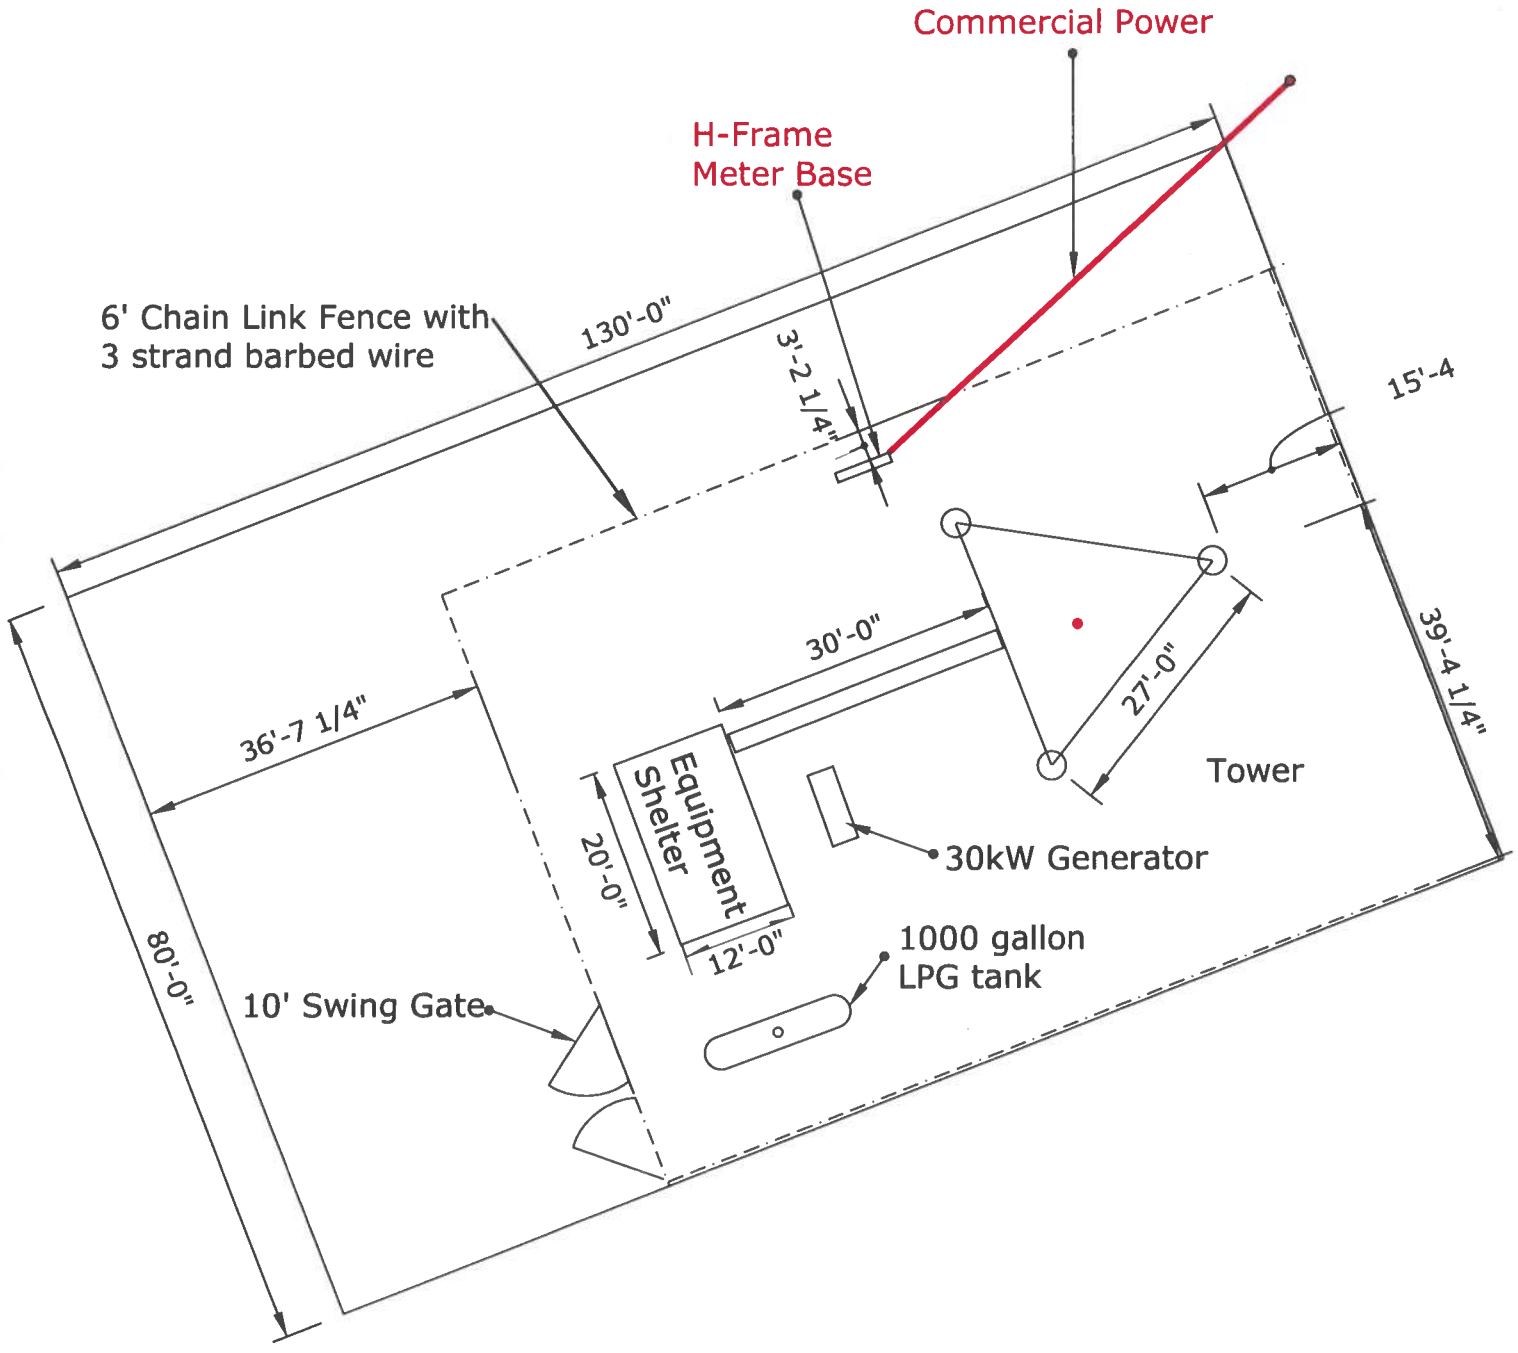 Commercial Power
H-Frame
Meter Base
6' Chain Link Fence with
3 strand barbed wire
130'-0"
3'-2 1/4"
15'-4
30'-0"
39'-4 1/4"
27'-0"
36'-7 1/4"
Tower
Equipment
Shelter
20'-0"
30kW Generator
12'-0"
1000 gallon
LPG tank
80'-0"
10' Swing Gate